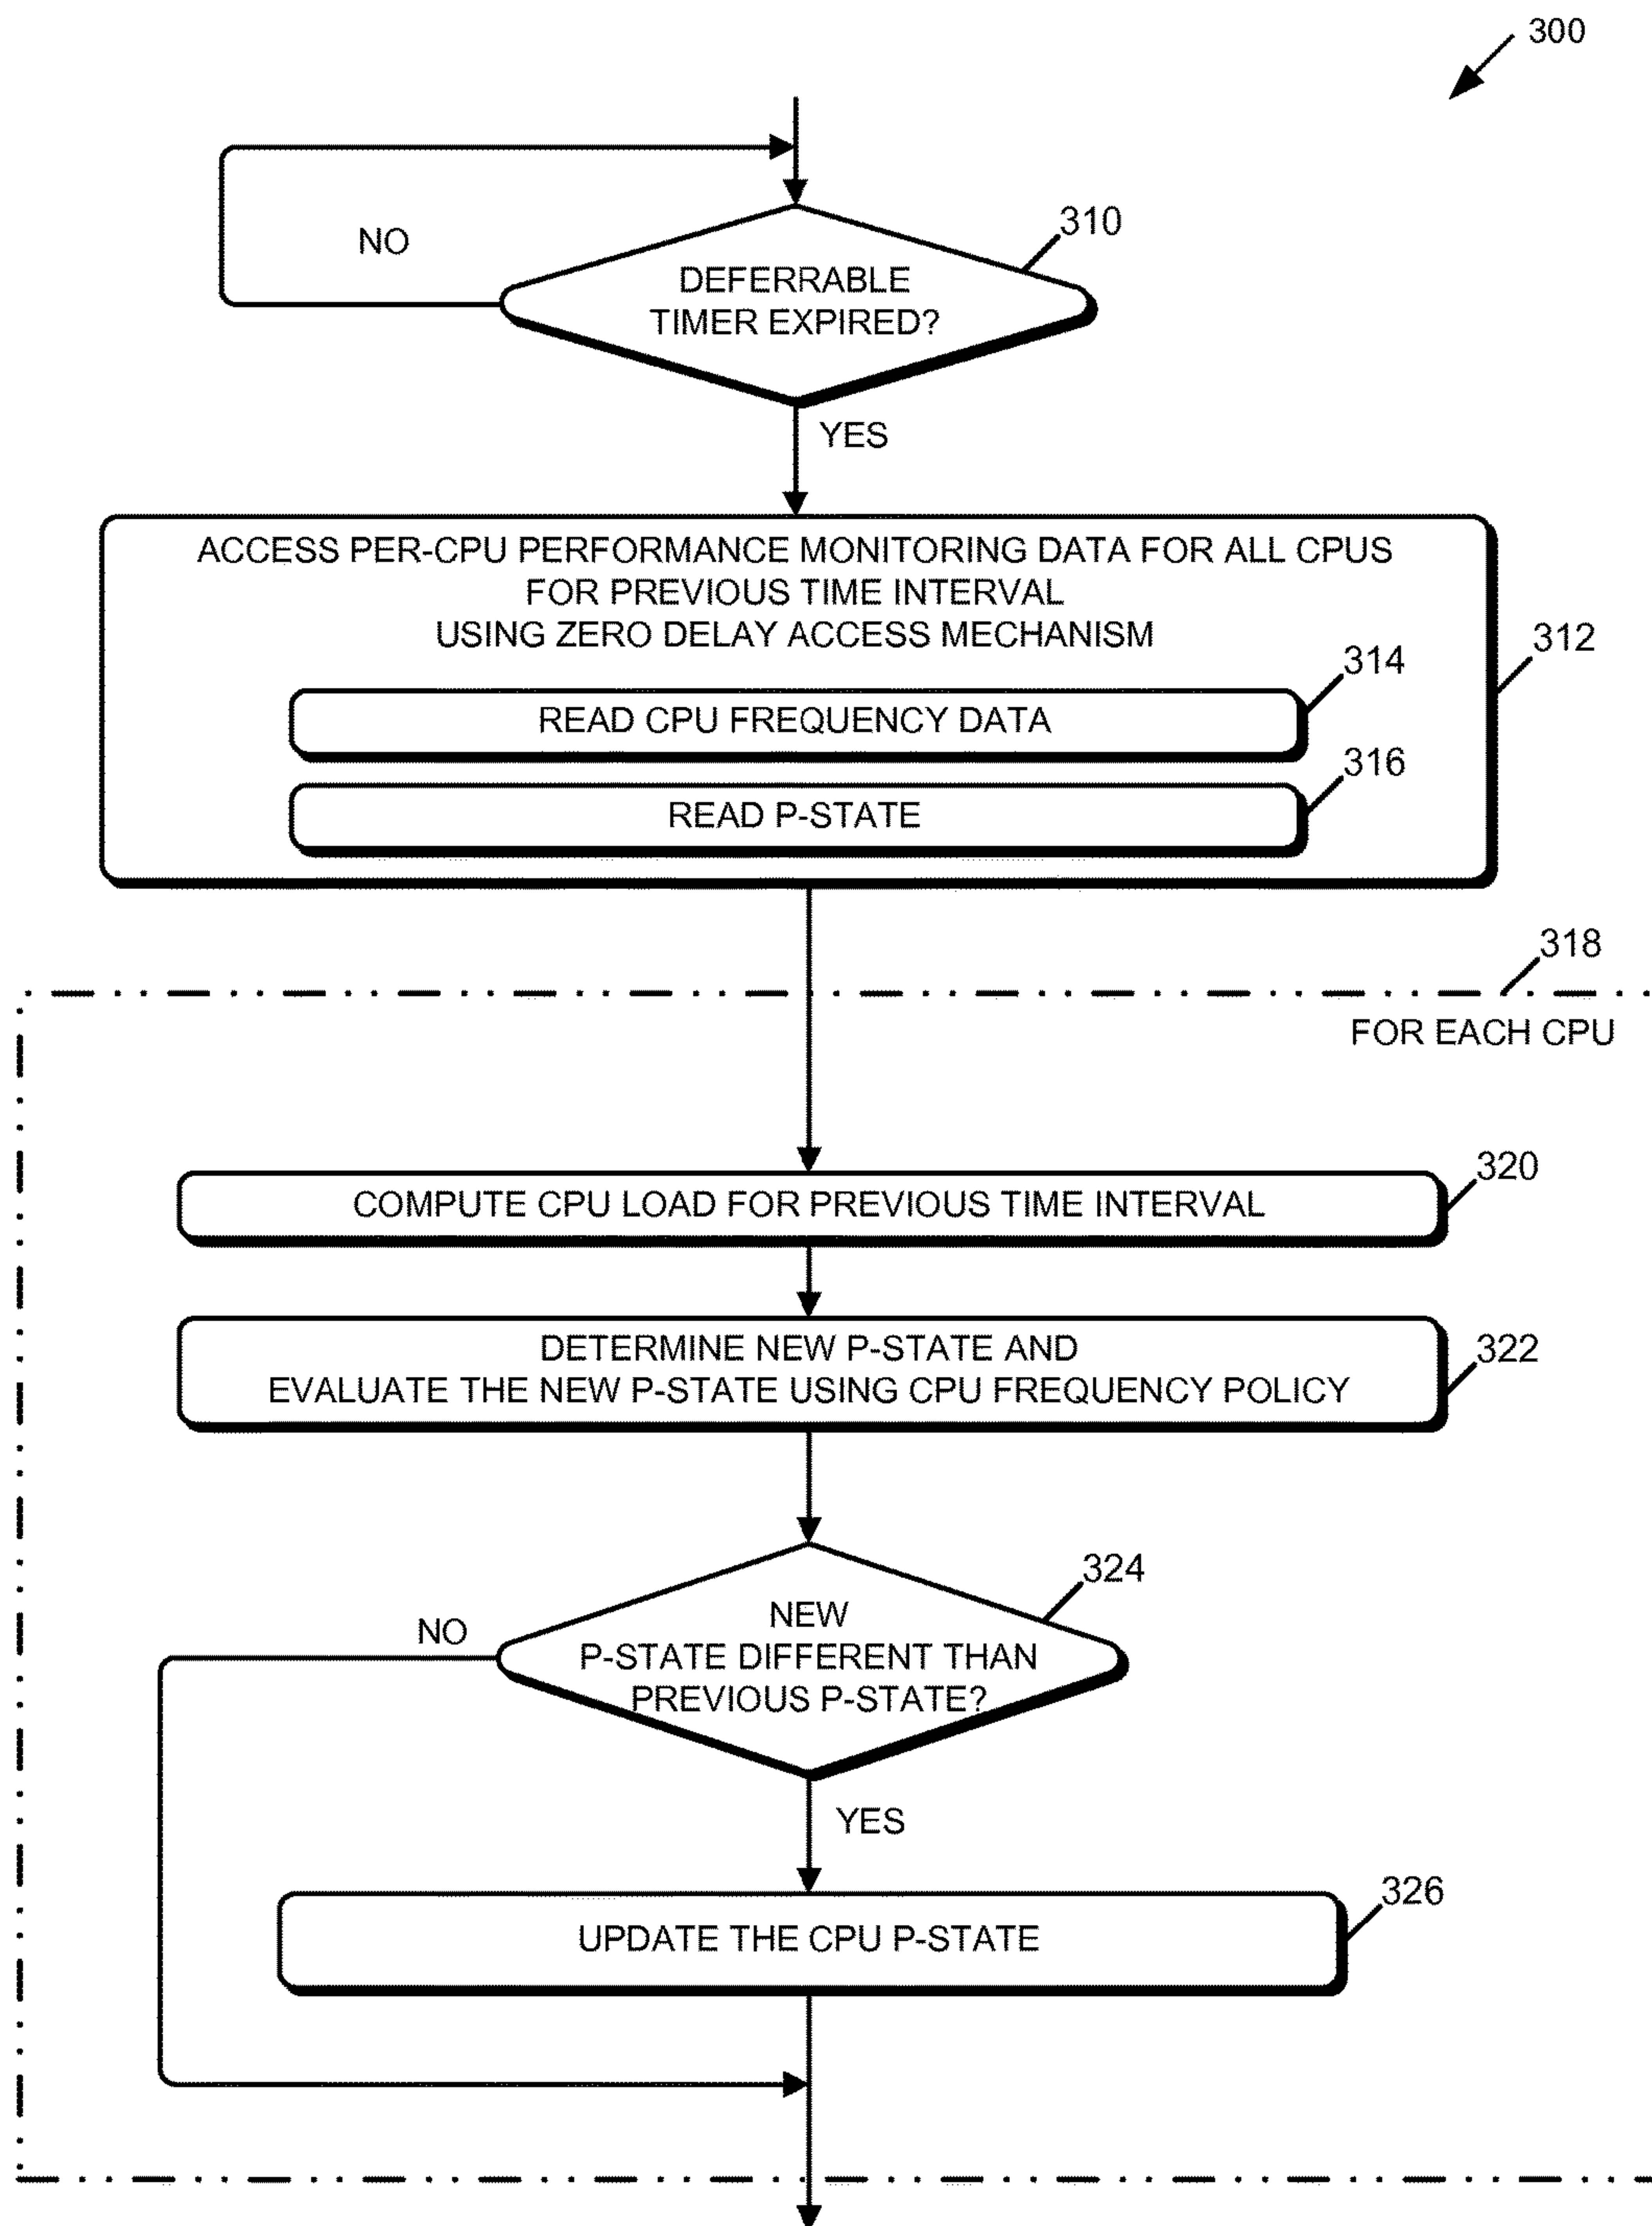 300
310
NO
DEFERRABLE
TIMER EXPIRED?
YES
ACCESS PER-CPU PERFORMANCE MONITORING DATA FOR ALL CPUS
FOR PREVIOUS TIME INTERVAL
USING ZERO DELAY ACCESS MECHANISM
312
314
READ CPU FREQUENCY DATA
316
READ P-STATE
318
FOR EACH CPU
320
COMPUTE CPU LOAD FOR PREVIOUS TIME INTERVAL
DETERMINE NEW P-STATE AND
322
EVALUATE THE NEW P-STATE USING CPU FREQUENCY POLICY
324
NEW
NO
P-STATE DIFFERENT THAN
PREVIOUS P-STATE?
YES
326
UPDATE THE CPU P-STATE